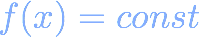 f(x) = const